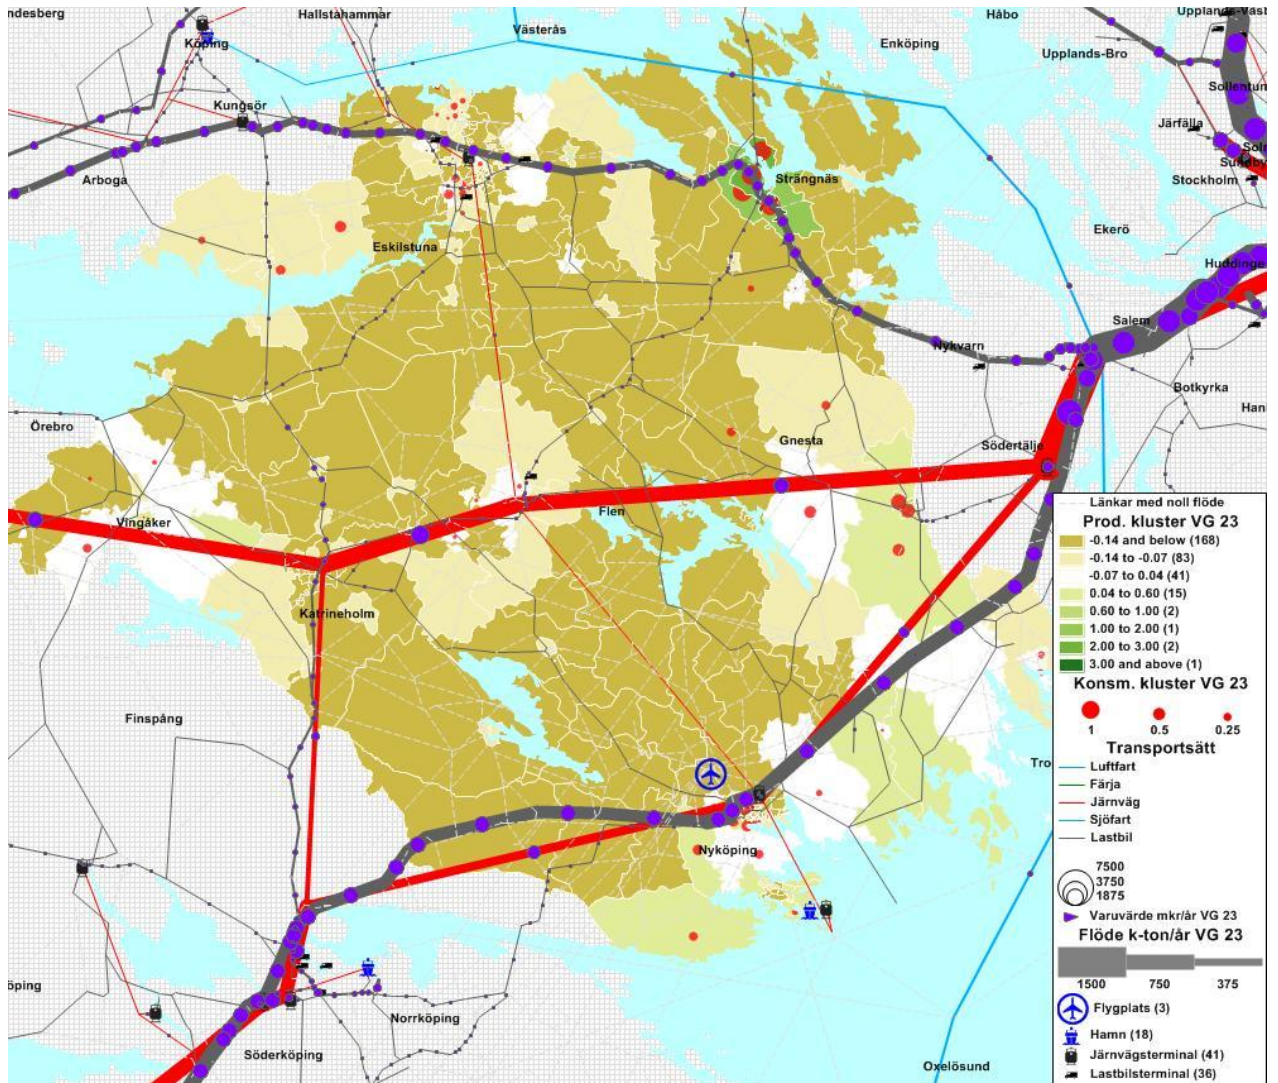 ndesberg
Hallstahammar
Håbo
Upplands-Väsb
Västerås
Köping
Enköping
Upplands-Bro
Sollentun
Kungsör
Järfälla
Soln
Sundby
Arboga
Strängnäs
Stockholm
Ekerö
Eskilstuna
Huddinge
Salem
Nykvarn
Botkyrka
Örebro
Gnesta
Han
Södertälje
Vingåker
Flen
Katrineholm
Finspång
Tro
Nyköping
öping
Norrköping
Söderköping
Oxelösund
Länkar med noll flöde
Prod. kluster VG 23
-0.14 and below (168)
-0.14 to -0.07 (83)
-0.07 to 0.04 (41)
0.04 to 0.60 (15)
0.60 to 1.00 (2)
1.00 to 2.00 (1)
2.00 to 3.00 (2)
3.00 and above (1)
Konsm. kluster VG 23
1 0.5 0.25
Transportsätt
Luftfart
Färja
Järnväg
Sjöfart
Lastbil
7500
3750
1875
Varuvärde mkr/år VG 23
Flöde k-ton/år VG 23
1500 750 375
Flygplats (3)
Hamn (18)
Järnvägsterminal (41)
Lastbilsterminal (36)